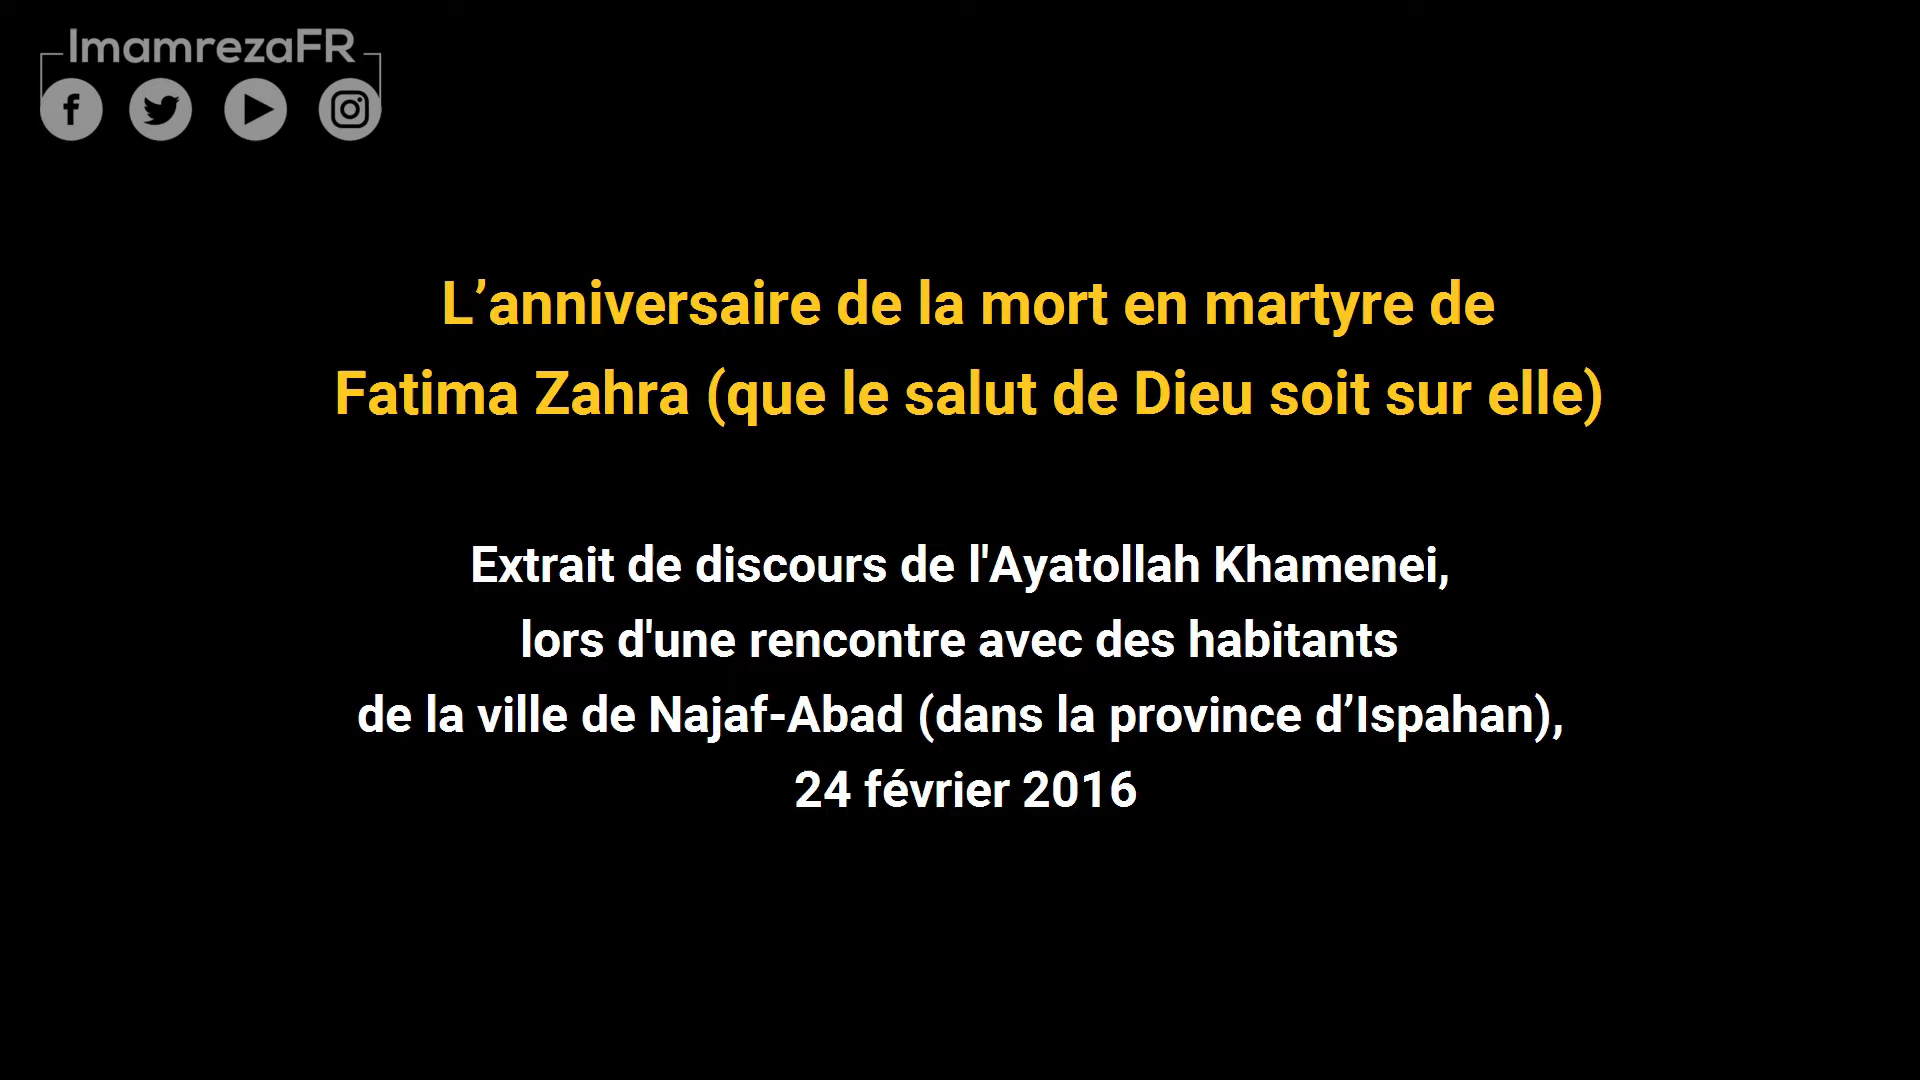 ImamrezaFR
L’anniversaire de la mort en martyre de
Fatima Zahra (que le salut de Dieu soit sur elle)
Extrait de discours de l'Ayatollah Khamenei,
lors d'une rencontre avec des habitants
de la ville de Najaf-Abad (dans la province d’Ispahan),
24 février 2016